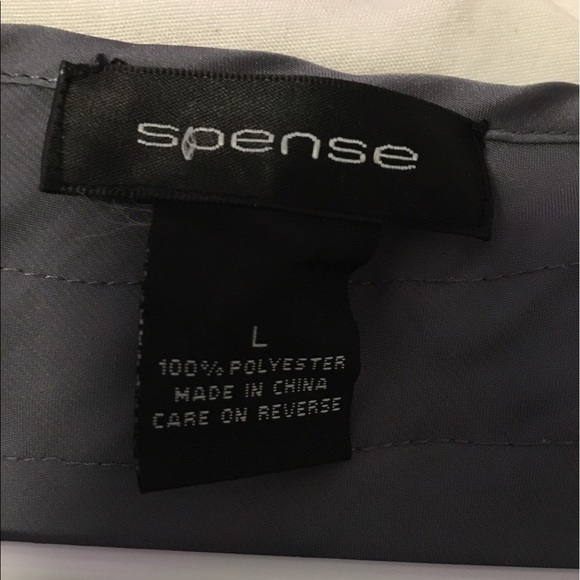 spense
L
100% POLYESTER
MADE IN CHINA
CARE ON REVERSE